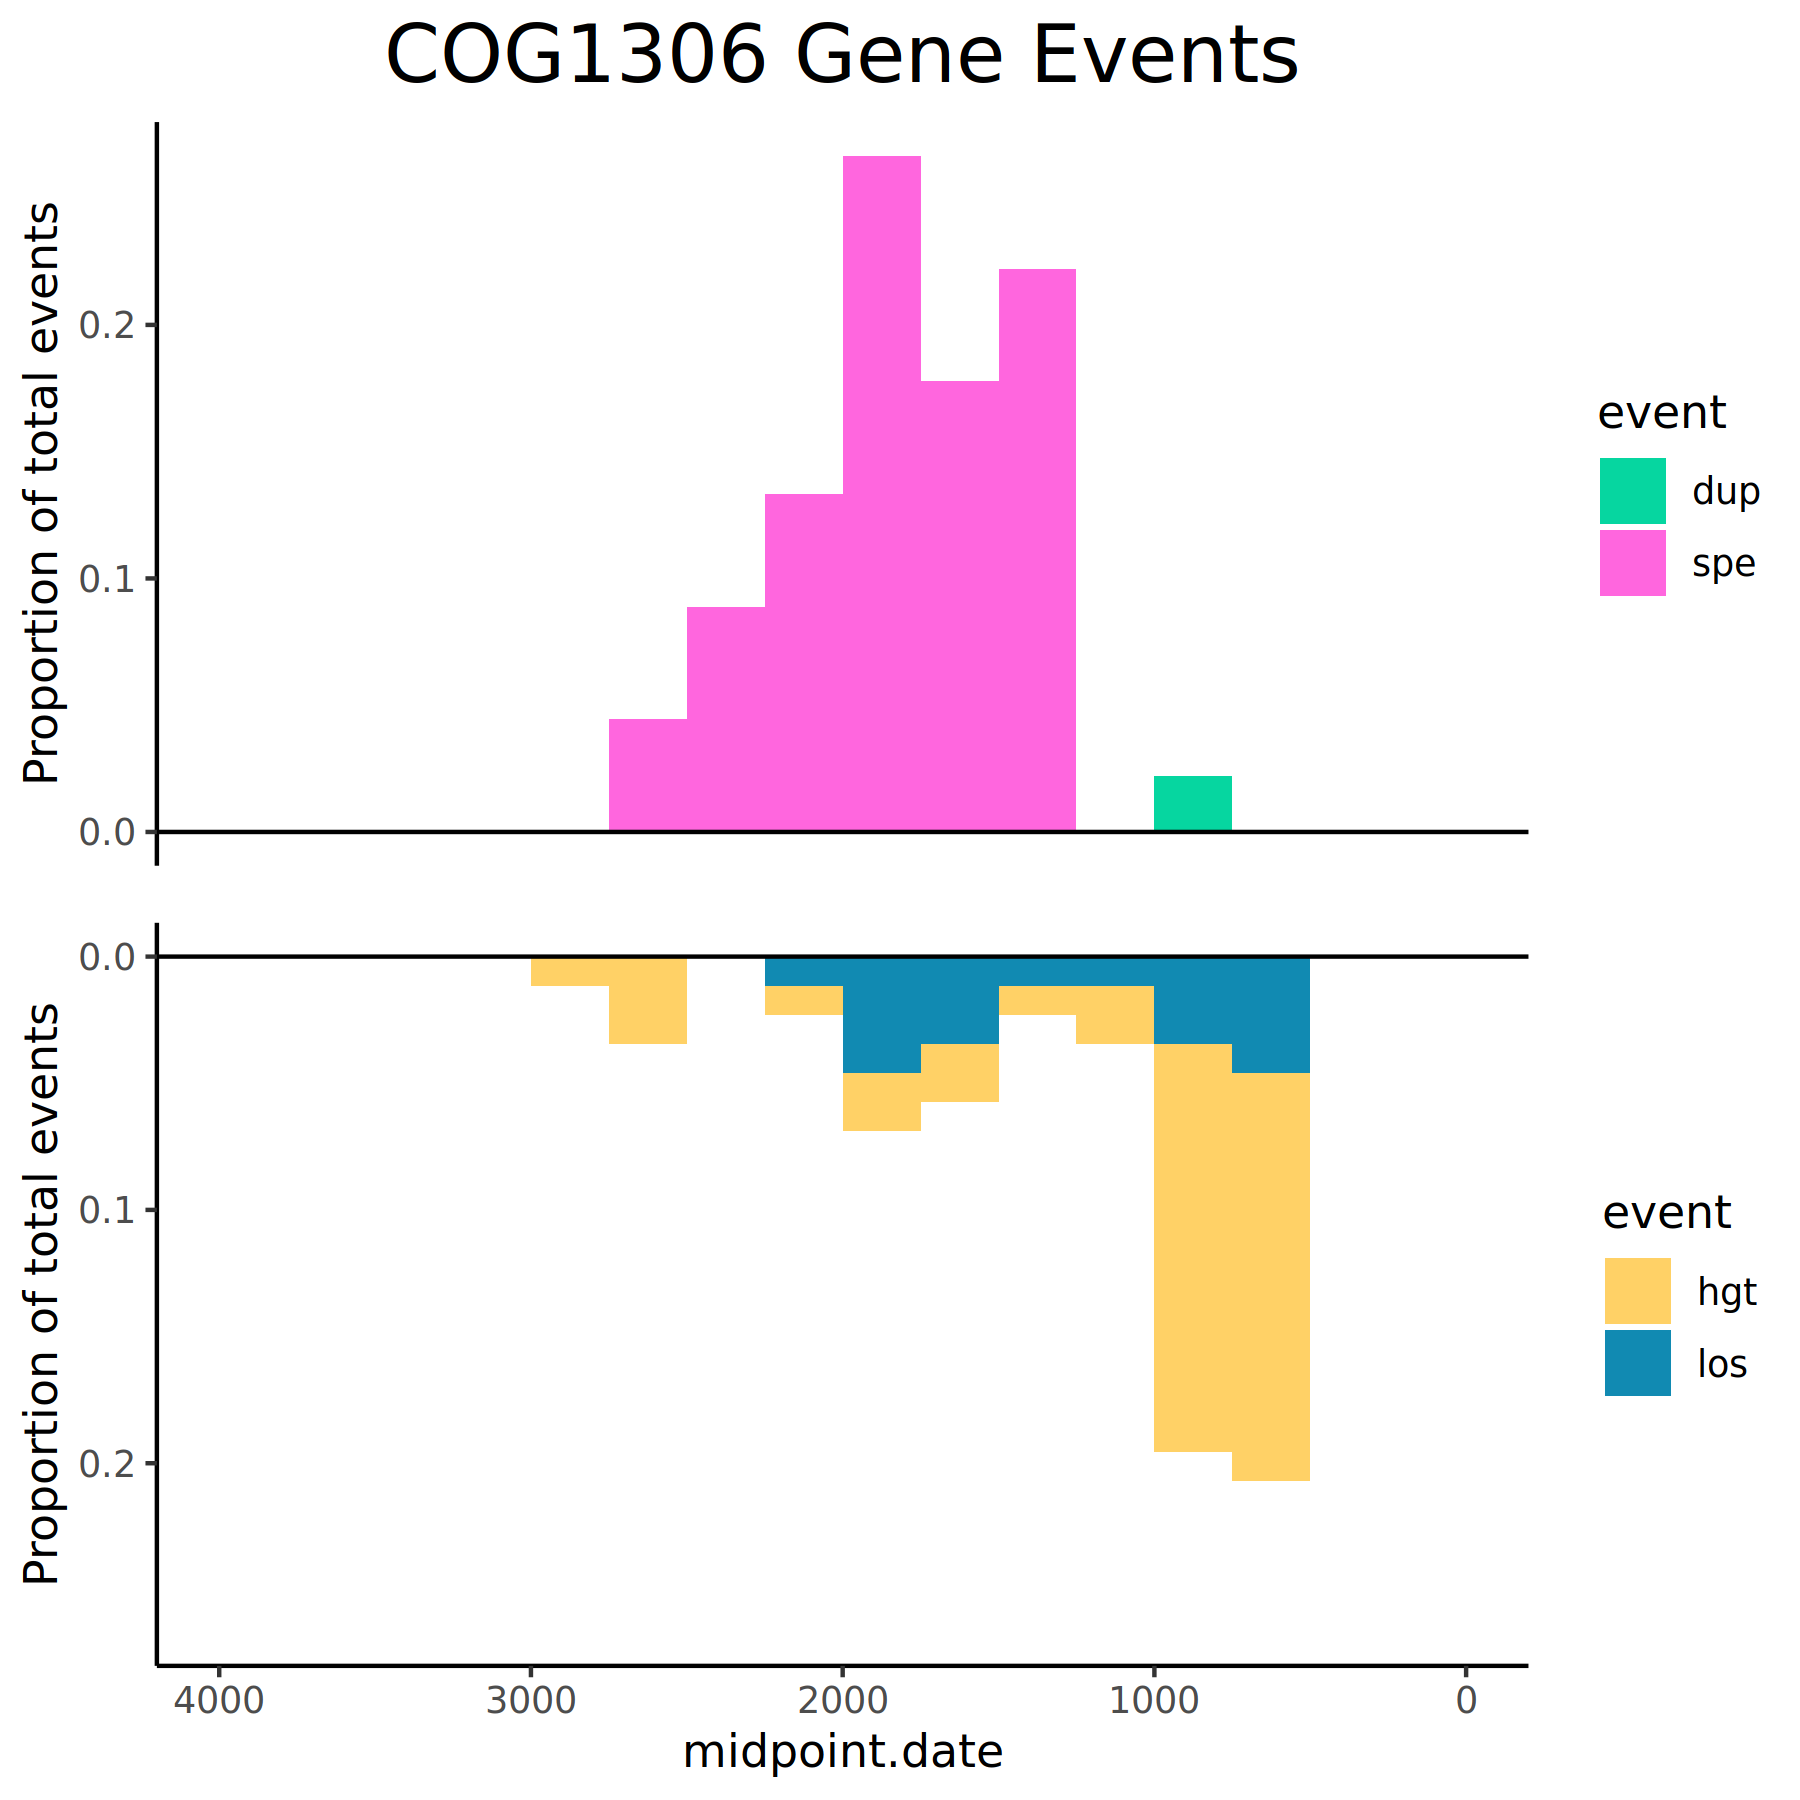 COG1306 Gene Events
Proportion of total events
0.2
0.1
0.0
event
dup
spe
Proportion of total events
0.0
0.1
0.2
event
hgt
los
4000
3000
2000
1000
0
midpoint.date